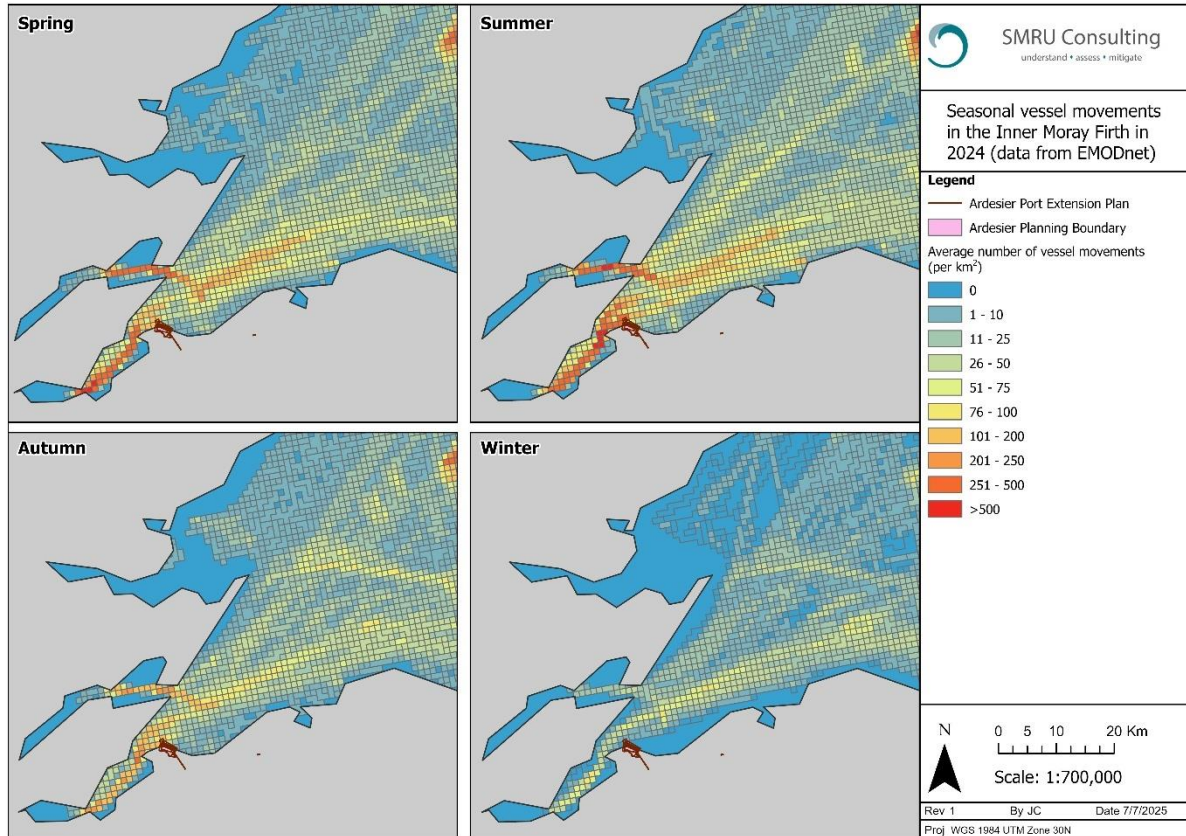 Spring
Summer
Autumn
Winter
SMRU Consulting
understand • assess • mitigate
Seasonal vessel movements
in the Inner Moray Firth in
2024 (data from EMODnet)
Legend
Ardesier Port Extension Plan
Ardesier Planning Boundary
Average number of vessel movements
(per km²)
0
1 - 10
11 - 25
26 - 50
51 - 75
76 - 100
101 - 200
201 - 250
251 - 500
>500
N
0 5 10 20 Km
Scale: 1:700,000
Rev 1 By JC Date 7/7/2025
Proj WGS 1984 UTM Zone 30N